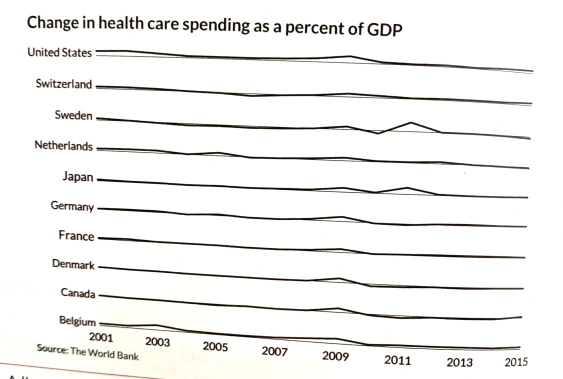 Change in health care spending as a percent of GDP
United States
Switzerland
Sweden
Netherlands
Japan
Germany
France
Denmark
Canada
Belgium
2001 2003 2005 2007 2009 2011 2013 2015
Source: The World Bank